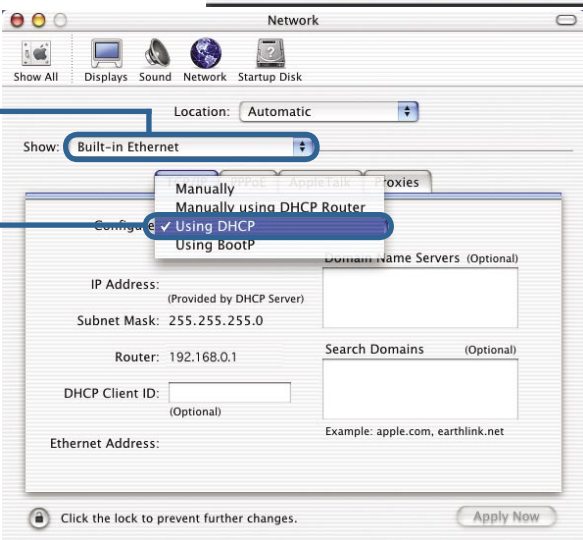 Network
Show All Displays Sound Network Startup Disk
Location: Automatic
Show: Built-in Ethernet
PPPoE AppleTalk Proxies
Manually
Manually using DHCP Router
Configure ✓ Using DHCP
Using BootP
Domain Name Servers (Optional)
IP Address:
(Provided by DHCP Server)
Subnet Mask: 255.255.255.0
Router: 192.168.0.1
Search Domains (Optional)
DHCP Client ID:
(Optional)
Example: apple.com, earthlink.net
Ethernet Address:
Click the lock to prevent further changes.
Apply Now